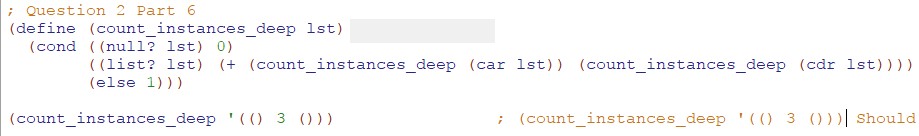 ; Question 2 Part 6
(define (count_instances_deep lst)
(cond ((null? lst) 0)
((list? lst) (+ (count_instances_deep (car lst)) (count_instances_deep (cdr lst))))
(else 1)))
(count_instances_deep '(() 3 ())) ; (count_instances_deep '(() 3 ())) Should